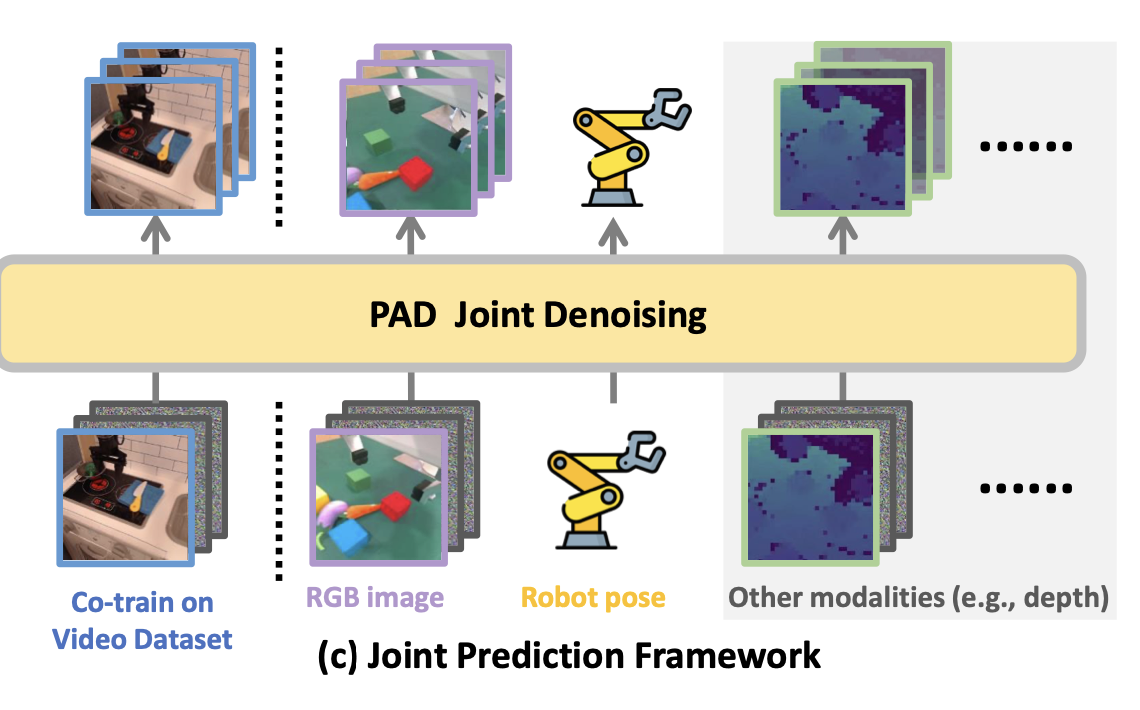 PAD Joint Denoising
Co-train on
Video Dataset
RGB image
Robot pose
Other modalities (e.g., depth)
(c) Joint Prediction Framework